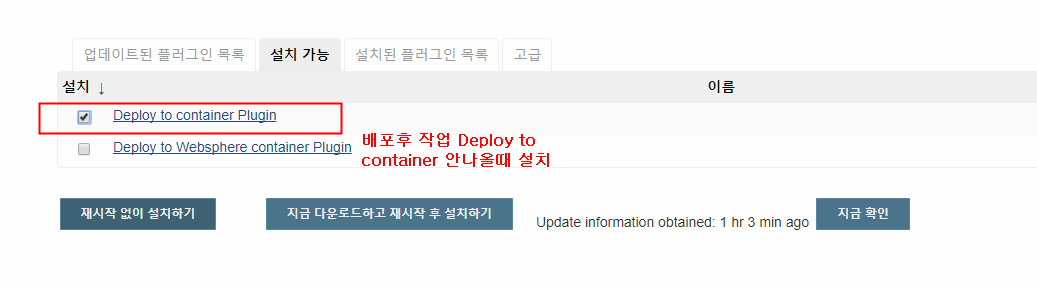 업데이트된 플러그인 목록 설치 가능 설치된 플러그인 목록 고급
설치 ↓ 이름
Deploy to container Plugin
Deploy to Websphere container Plugin
배포후 작업 Deploy to
container 안나올때 설치
재시작 없이 설치하기 지금 다운로드하고 재시작 후 설치하기 Update information obtained: 1 hr 3 min ago 지금 확인